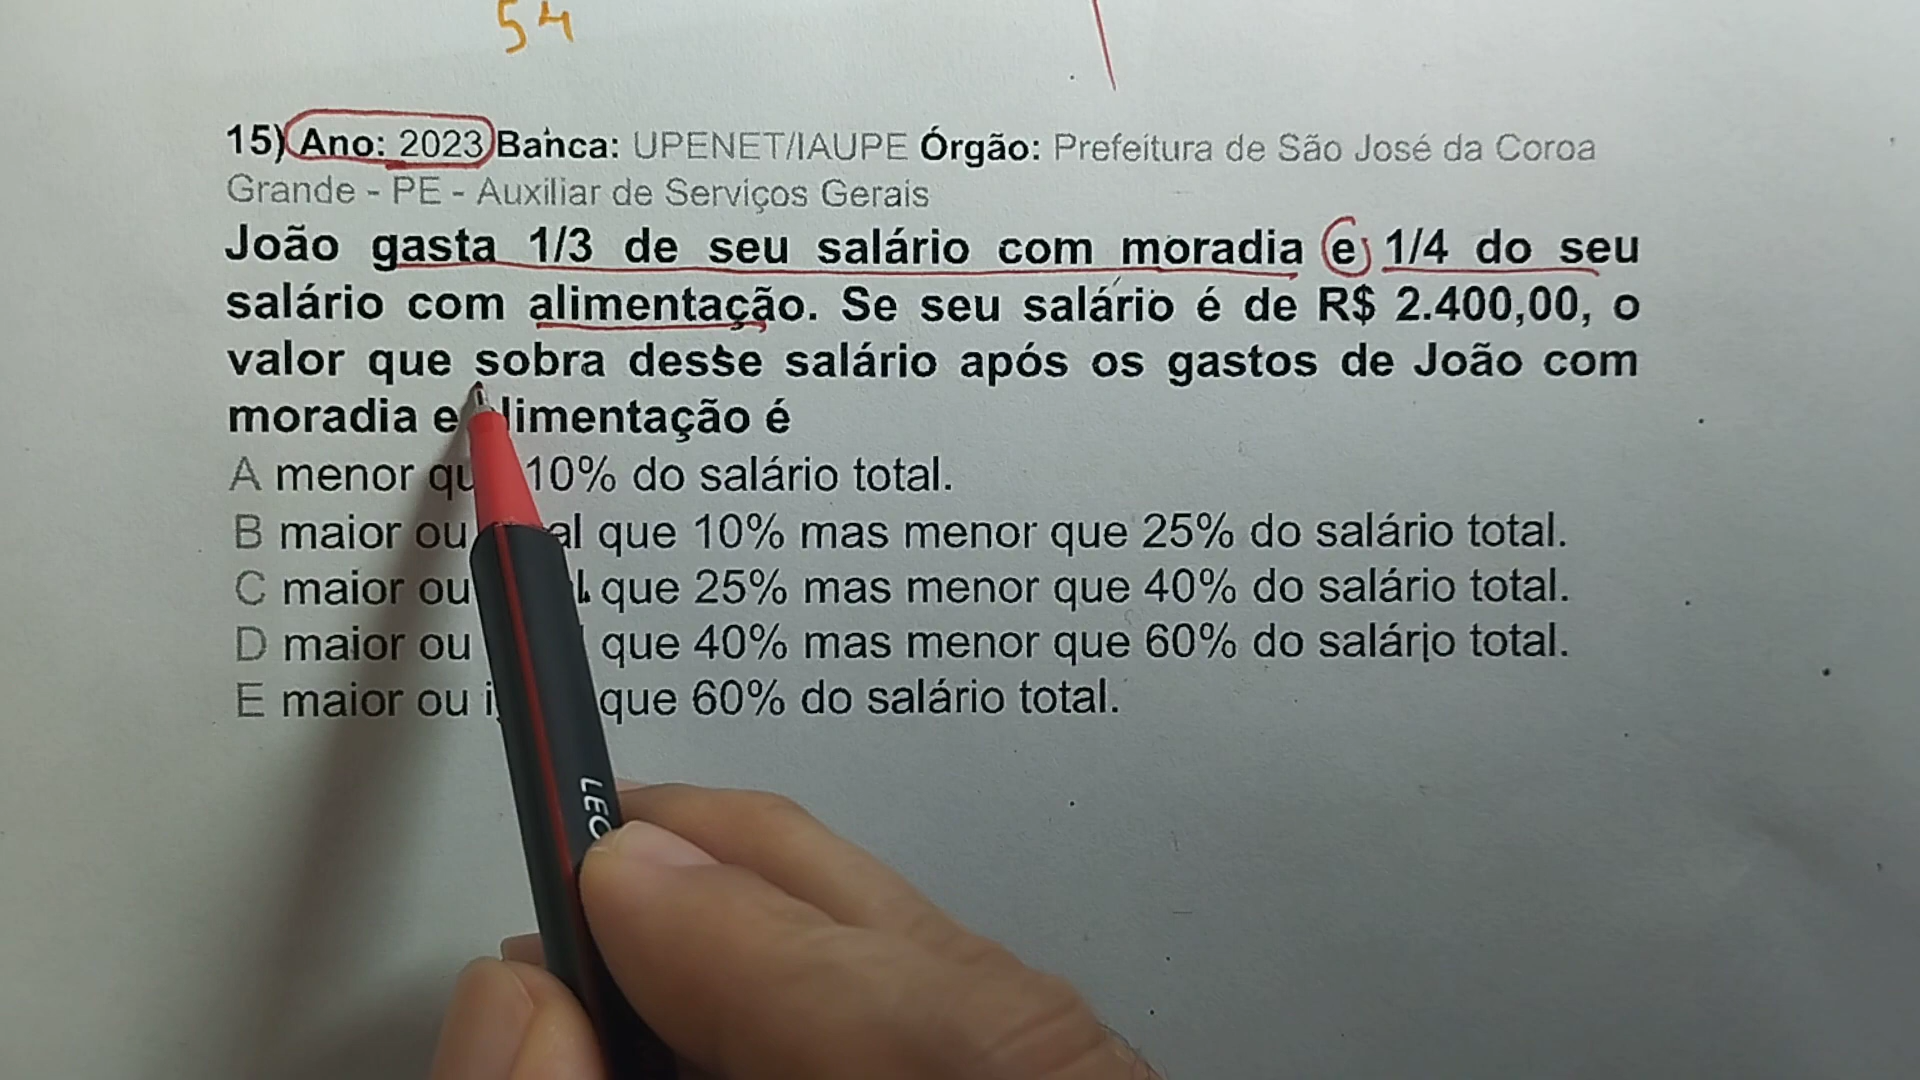 54
15) Ano: 2023 Banca: UPENET/IAUPE Órgão: Prefeitura de São José da Coroa
Grande - PE - Auxiliar de Serviços Gerais
João gasta 1/3 de seu salário com moradia e 1/4 do seu
salário com alimentação. Se seu salário é de R$ 2.400,00, o
valor que sobra desse salário após os gastos de João com
moradia e limentação é
A menor qu 10% do salário total.
B maior ou al que 10% mas menor que 25% do salário total.
C maior ou l que 25% mas menor que 40% do salário total.
D maior ou que 40% mas menor que 60% do salário total.
E maior ou i que 60% do salário total.
LEO